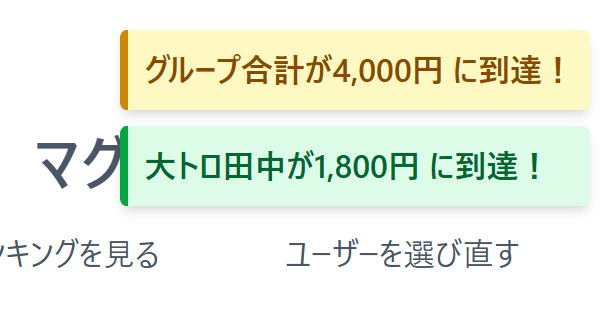 グループ合計が4,000円 に到達！
マグ
大トロ田中が1,800円 に到達！
ンキングを見る
ユーザーを選び直す